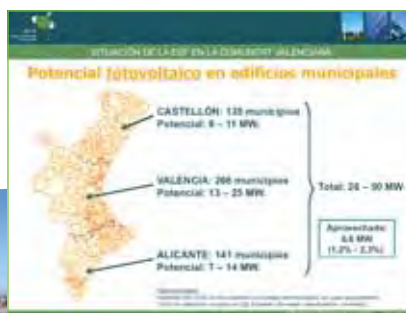 SITUACIÓN DE LA ESF EN LA COMUNITAT VALENCIANA
Potencial fotovoltaico en edificios municipales
CASTELLÓN: 135 municipios
Potencial: 6 – 11 MW.
VALENCIA: 266 municipios
Potencial: 13 – 25 MW.
Total: 26 – 50 MW.
Aprovechado:
0,6 MW
(1,2% - 2,3%)
ALICANTE: 141 municipios
Potencial: 7 – 14 MW.